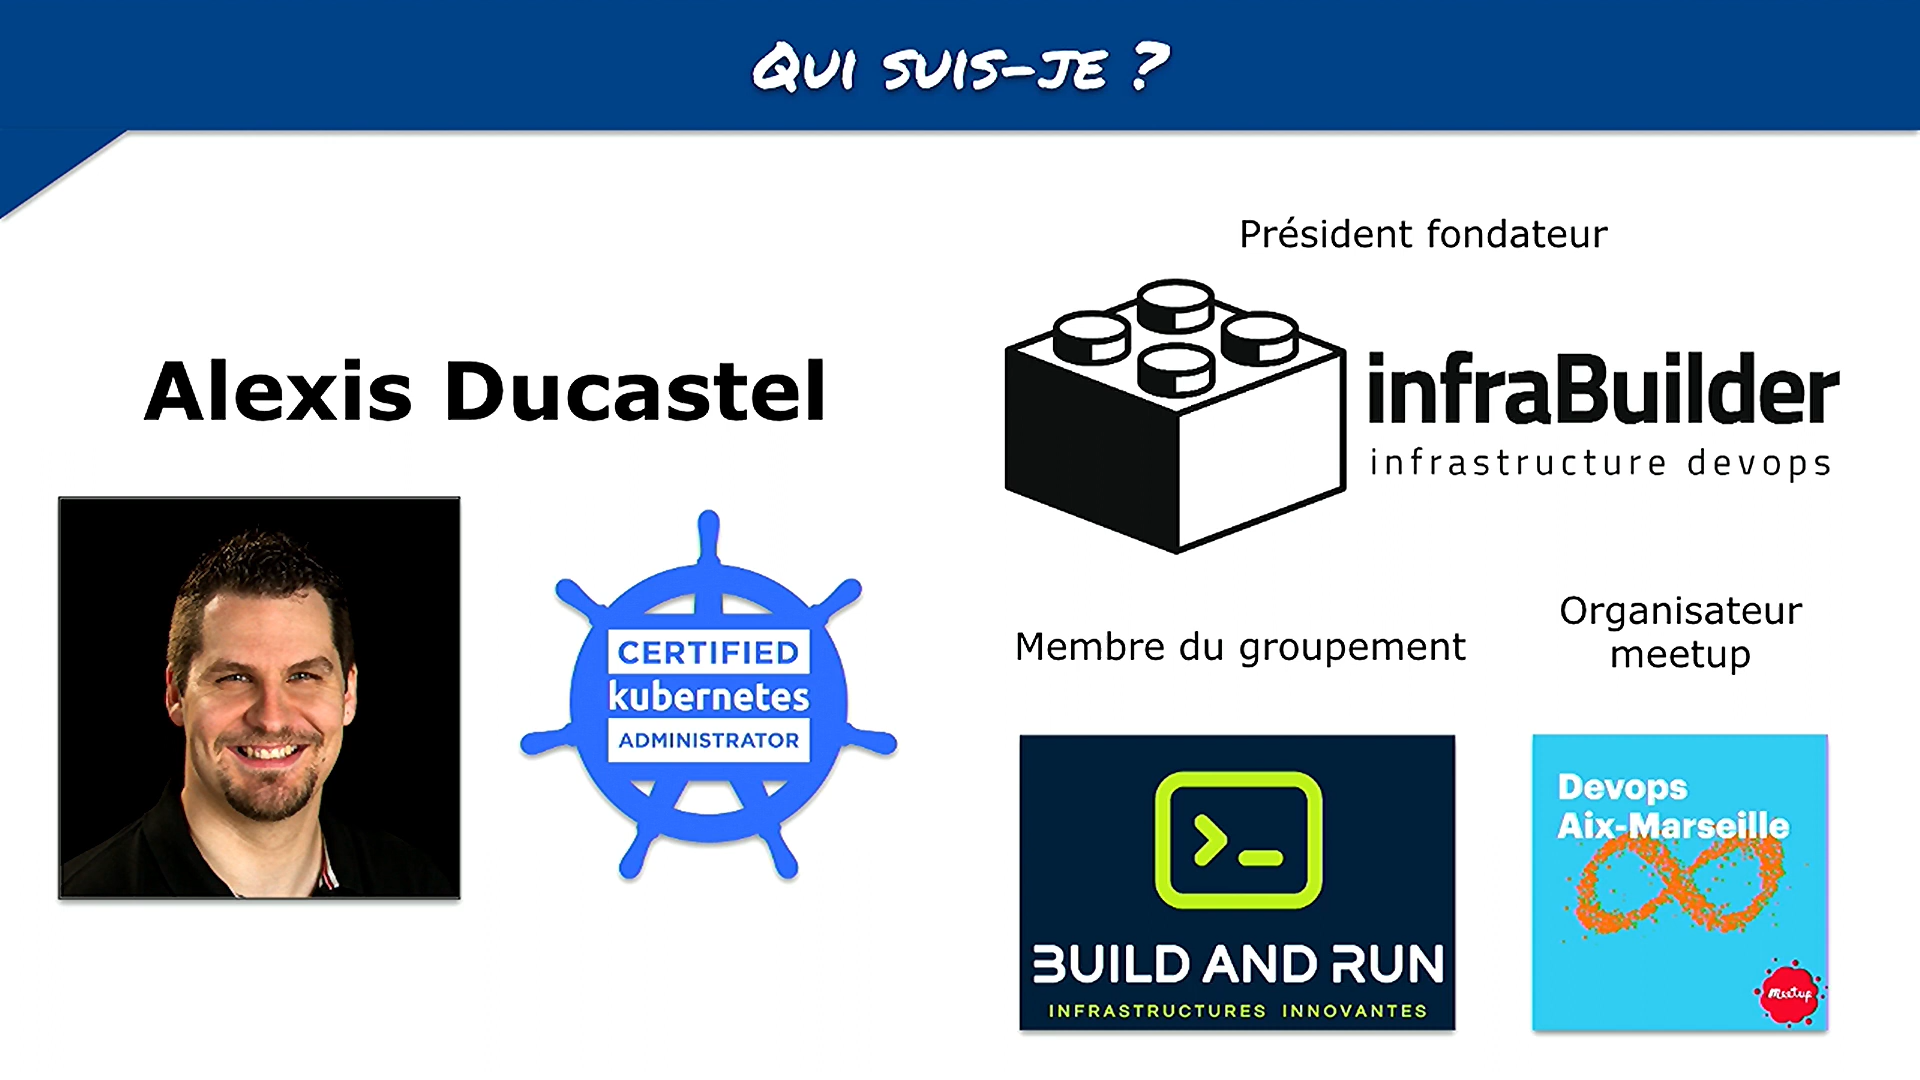 Qui suis-je ?
Alexis Ducastel
CERTIFIED
kubernetes
ADMINISTRATOR
Président fondateur
infraBuilder
infrastructure devops
Membre du groupement
BUILD AND RUN
INFRASTRUCTURES INNOVANTES
Organisateur
meetup
Devops
Aix-Marseille
meetup